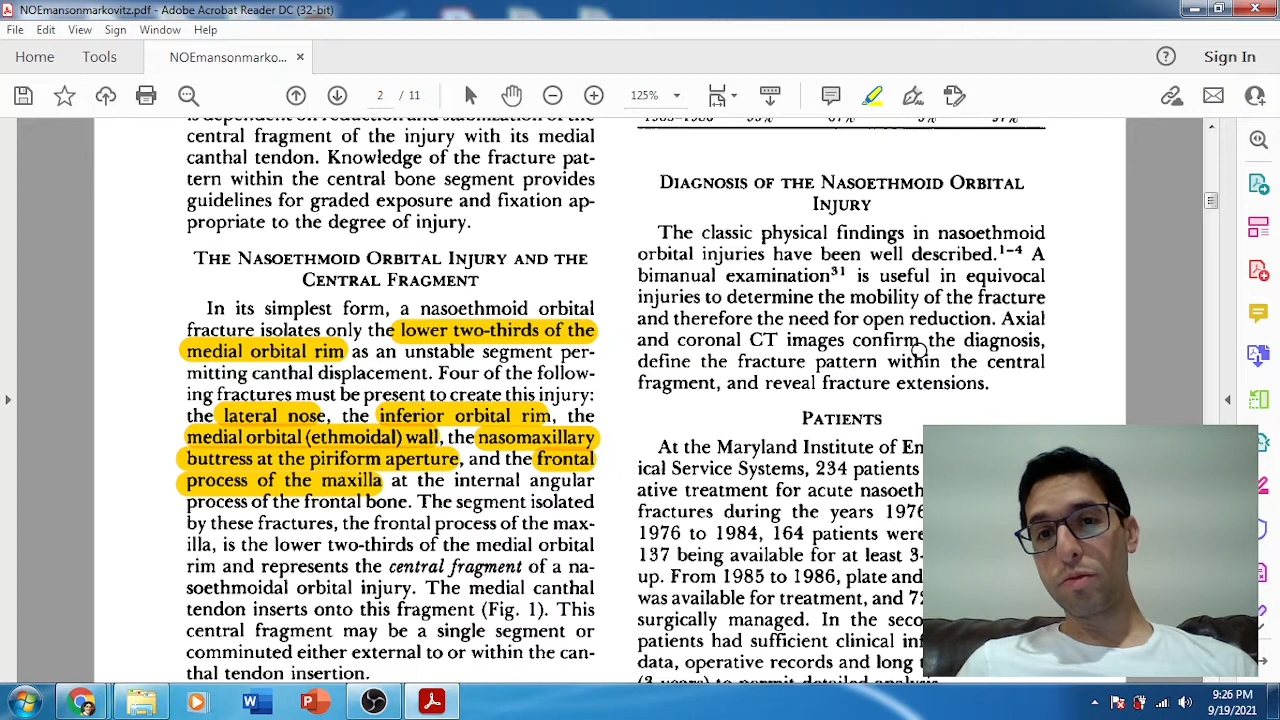 NOEmansonmarkovitz.pdf - Adobe Acrobat Reader DC (32-bit)
File Edit View Sign Window Help
Home Tools NOEmansonmarko... × Sign In
2 / 11 125%
central fragment of the injury with its medial
canthal tendon. Knowledge of the fracture pat-
tern within the central bone segment provides
guidelines for graded exposure and fixation ap-
propriate to the degree of injury.
THE NASOETHMOID ORBITAL INJURY AND THE
CENTRAL FRAGMENT
In its simplest form, a nasoethmoid orbital
fracture isolates only the lower two-thirds of the
medial orbital rim as an unstable segment per-
mitting canthal displacement. Four of the follow-
ing fractures must be present to create this injury:
the lateral nose, the inferior orbital rim, the
medial orbital (ethmoidal) wall, the nasomaxillary
buttress at the piriform aperture, and the frontal
process of the maxilla at the internal angular
process of the frontal bone. The segment isolated
by these fractures, the frontal process of the max-
illa, is the lower two-thirds of the medial orbital
rim and represents the central fragment of a na-
soethmoidal orbital injury. The medial canthal
tendon inserts onto this fragment (Fig. 1). This
central fragment may be a single segment or
comminuted either external to or within the can-
thal tendon insertion.
DIAGNOSIS OF THE NASOETHMOID ORBITAL
INJURY
The classic physical findings in nasoethmoid
orbital injuries have been well described.1–4 A
bimanual examination31 is useful in equivocal
injuries to determine the mobility of the fracture
and therefore the need for open reduction. Axial
and coronal CT images confirm the diagnosis,
define the fracture pattern within the central
fragment, and reveal fracture extensions.
PATIENTS
At the Maryland Institute of Em
ical Service Systems, 234 patients
ative treatment for acute nasoeth
fractures during the years 1976
1976 to 1984, 164 patients were
137 being available for at least 3-
up. From 1985 to 1986, plate and
was available for treatment, and 72
surgically managed. In the seco
patients had sufficient clinical inf
data, operative records and long t
9:26 PM
9/19/2021